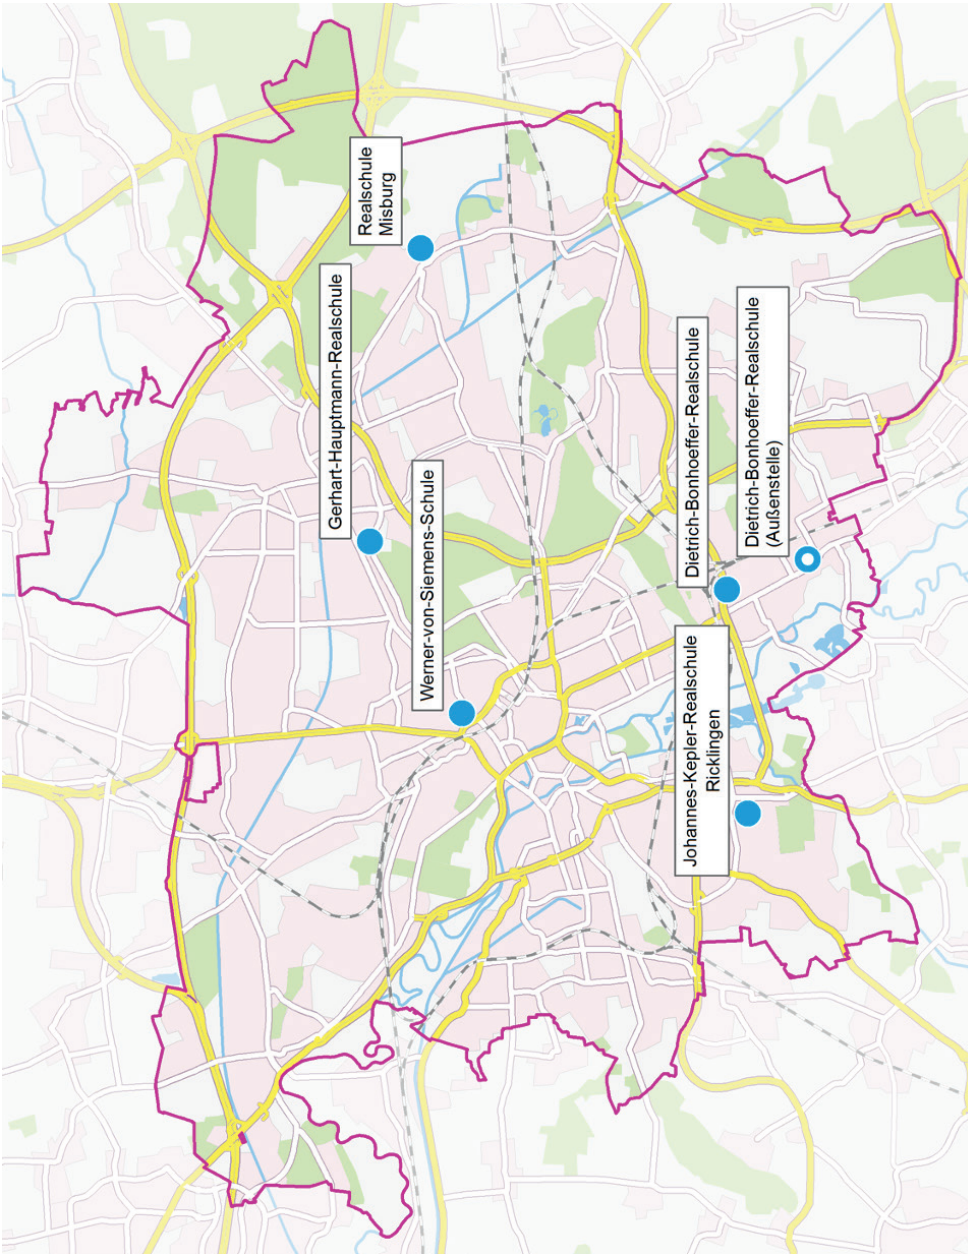 Realschule
Misburg
Gerhart-Hauptmann-Realschule
Werner-von-Siemens-Schule
Dietrich-Bonhoeffer-Realschule
Dietrich-Bonhoeffer-Realschule
(Außenstelle)
Johannes-Kepler-Realschule
Ricklingen